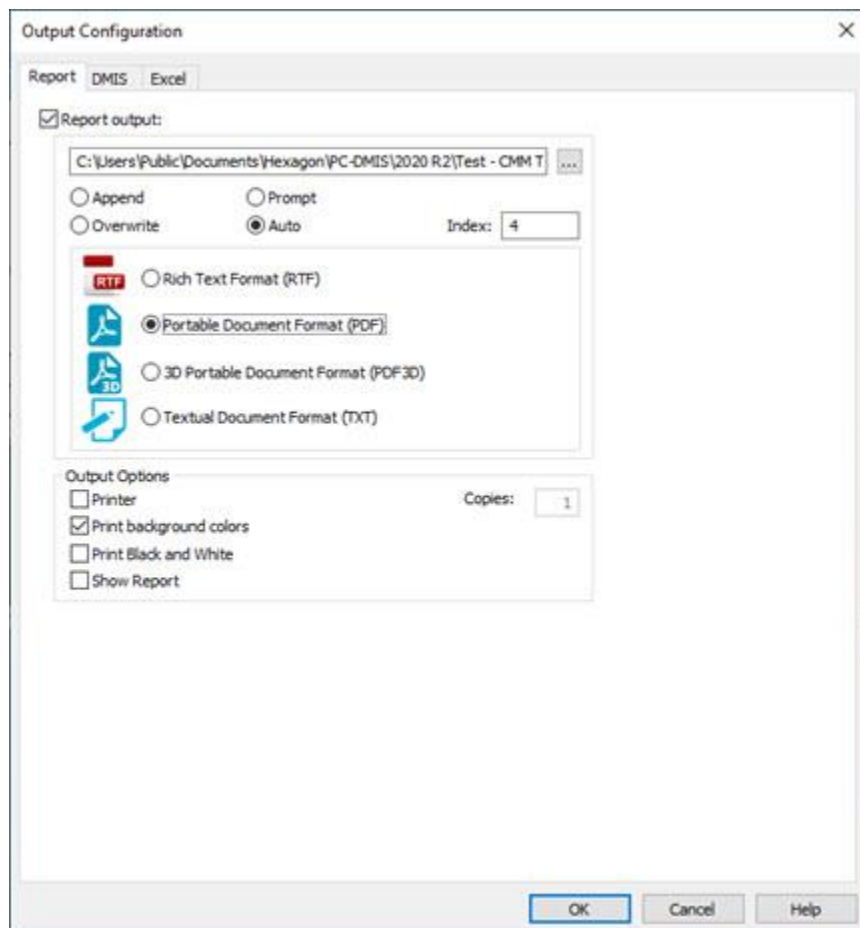 Output Configuration
Report DMIS Excel
Report output:
C:\Users\Public\Documents\Hexagon\PC-DMIS\2020 R2\Test - CMM T ...
Append Prompt
Overwrite Auto Index: 4
RTF Rich Text Format (RTF)
Portable Document Format (PDF)
3D 3D Portable Document Format (PDF3D)
Textual Document Format (TXT)
Output Options
Printer Copies: 1
Print background colors
Print Black and White
Show Report
OK Cancel Help